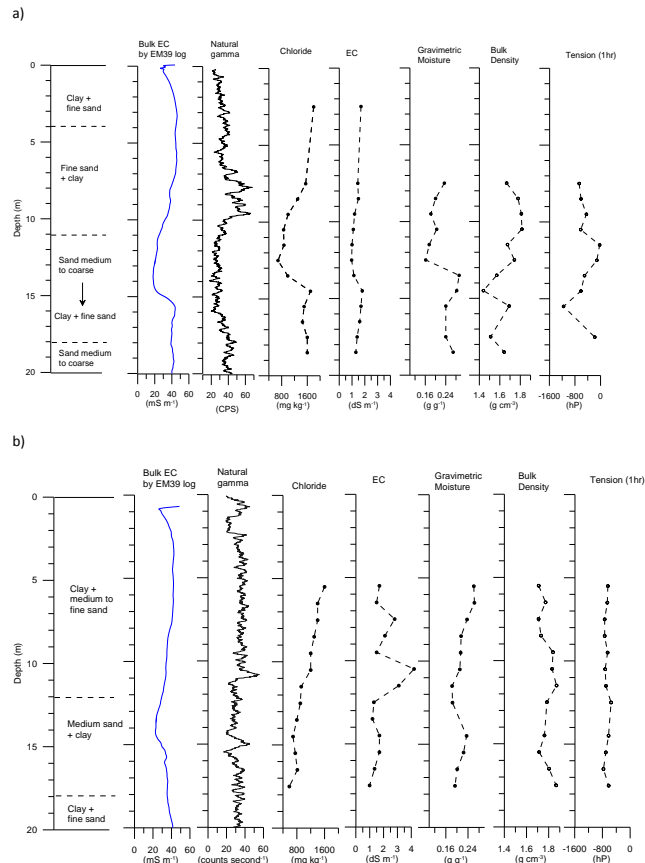 a)
Bulk EC
by EM39 log
Natural
gamma
Chloride
EC
Gravimetric
Moisture
Bulk
Density
Tension (1hr)
0
5
10
15
20
Depth (m)
Clay +
fine sand
Fine sand
+ clay
Sand medium
to coarse
Clay + fine sand
Sand medium
to coarse
0 20 40 60
(mS m-1)
20 40 60
(CPS)
800 1600
(mg kg-1)
0 1 2 3 4
(dS m-1)
0.16 0.24
(g g-1)
1.4 1.6 1.8
(g cm-3)
-1600 -800 0
(hP)
b)
Bulk EC
by EM39 log
Natural
gamma
Chloride
EC
Gravimetric
Moisture
Bulk
Density
Tension (1hr)
0
5
10
15
20
Depth (m)
Clay +
medium to
fine sand
Medium sand
+ clay
Clay +
fine sand
0 20 40 60
(mS m-1)
0 20 40 60
(counts second-1)
800 1600
(mg kg-1)
0 1 2 3 4
(dS m-1)
0.16 0.24
(g g-1)
1.4 1.6 1.8
(g cm-3)
-1600 -800 0
(hP)